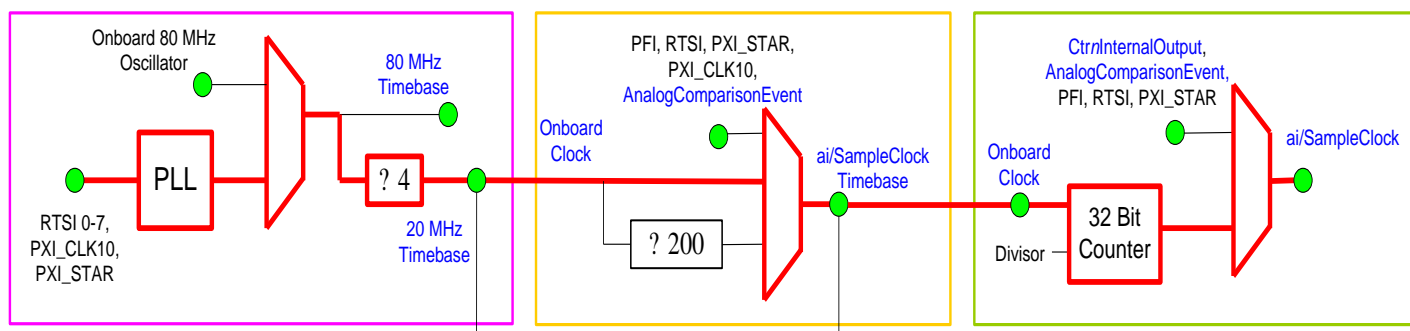 Onboard 80 MHz
Oscillator
80 MHz
Timebase
PLL
? 4
RTSI 0-7,
PXI_CLK10,
PXI_STAR
20 MHz
Timebase
PFI, RTSI, PXI_STAR,
PXI_CLK10,
AnalogComparisonEvent
Onboard
Clock
ai/SampleClock
Timebase
? 200
CtrnInternalOutput,
AnalogComparisonEvent,
PFI, RTSI, PXI_STAR
Onboard
Clock
ai/SampleClock
32 Bit
Counter
Divisor